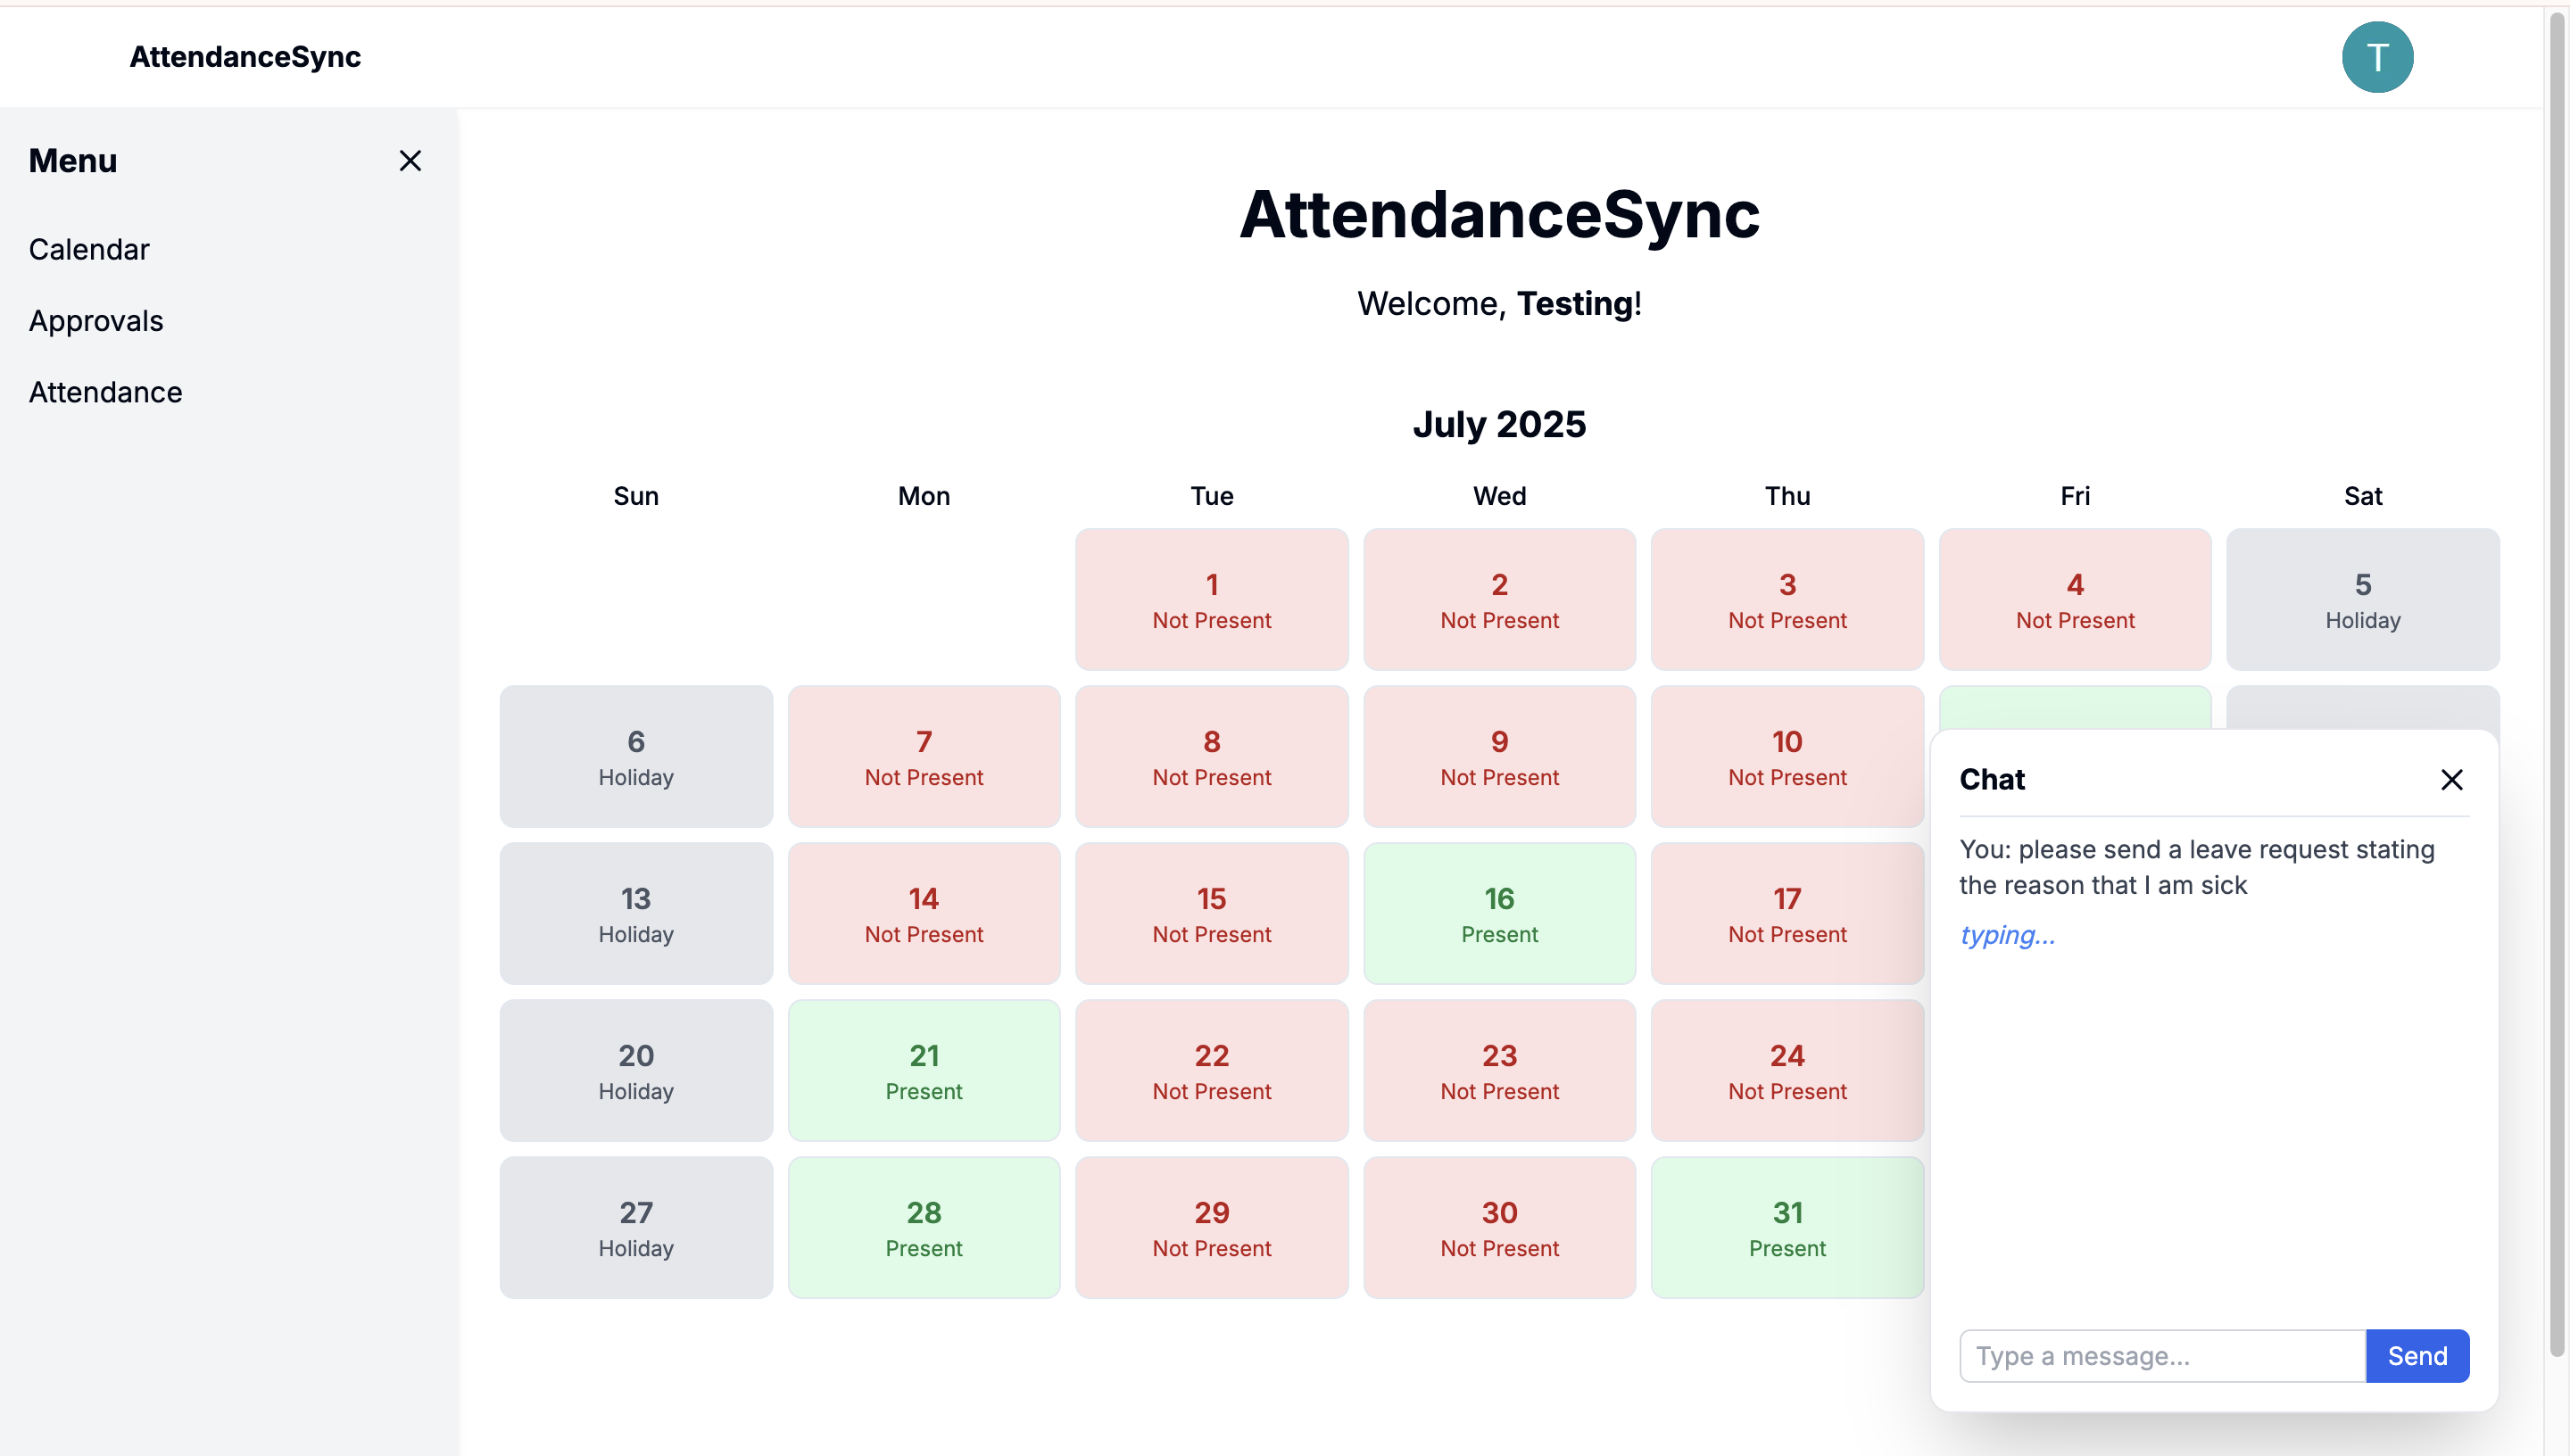 AttendanceSync
T
Menu
Calendar
Approvals
Attendance
AttendanceSync
Welcome, Testing!
July 2025
Sun Mon Tue Wed Thu Fri Sat
1 2 3 4 5
Not Present Not Present Not Present Not Present Holiday
6 7 8 9 10
Holiday Not Present Not Present Not Present Not Present
13 14 15 16 17
Holiday Not Present Not Present Present Not Present
20 21 22 23 24
Holiday Present Not Present Not Present Not Present
27 28 29 30 31
Holiday Present Not Present Not Present Present
Chat
You: please send a leave request stating
the reason that I am sick
typing...
Type a message...
Send